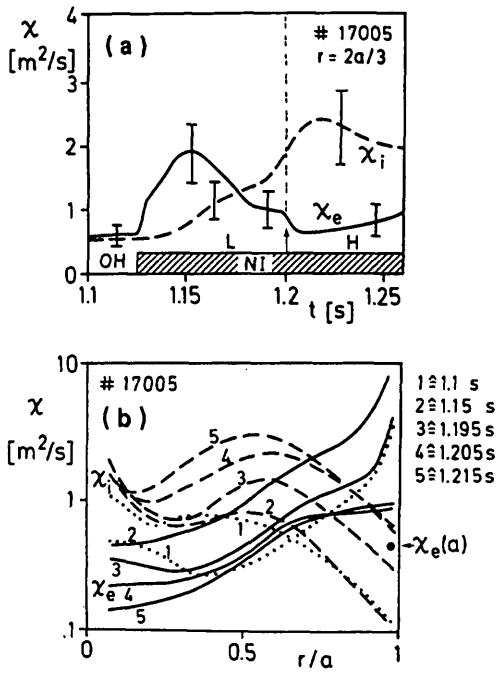 χ
[m²/s]
4
3
2
1
0
(a)
# 17005
r = 2a/3
χi
χe
L
H
OH
NI
1.1
1.15
1.2
1.25
t [s]
χ
[m²/s]
10
1
.1
# 17005
(b)
1≙1.1 s
2≙1.15 s
3≙1.195 s
4≙1.205 s
5≙1.215 s
5
4
3
2
1
χi
2
1
3
χe 4
5
χe(a)
0
0.5
1
r/a